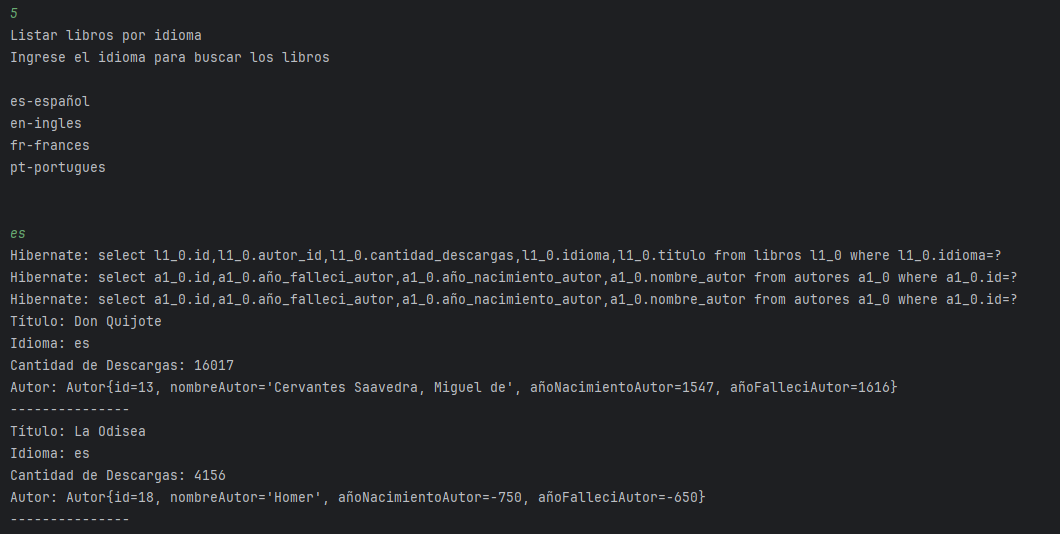 5
Listar libros por idioma
Ingrese el idioma para buscar los libros
es-español
en-ingles
fr-frances
pt-portugues
es
Hibernate: select l1_0.id,l1_0.autor_id,l1_0.cantidad_descargas,l1_0.idioma,l1_0.titulo from libros l1_0 where l1_0.idioma=?
Hibernate: select a1_0.id,a1_0.año_falleci_autor,a1_0.año_nacimiento_autor,a1_0.nombre_autor from autores a1_0 where a1_0.id=?
Hibernate: select a1_0.id,a1_0.año_falleci_autor,a1_0.año_nacimiento_autor,a1_0.nombre_autor from autores a1_0 where a1_0.id=?
Título: Don Quijote
Idioma: es
Cantidad de Descargas: 16017
Autor: Autor{id=13, nombreAutor='Cervantes Saavedra, Miguel de', añoNacimientoAutor=1547, añoFalleciAutor=1616}
---------------
Título: La Odisea
Idioma: es
Cantidad de Descargas: 4156
Autor: Autor{id=18, nombreAutor='Homer', añoNacimientoAutor=-750, añoFalleciAutor=-650}
---------------